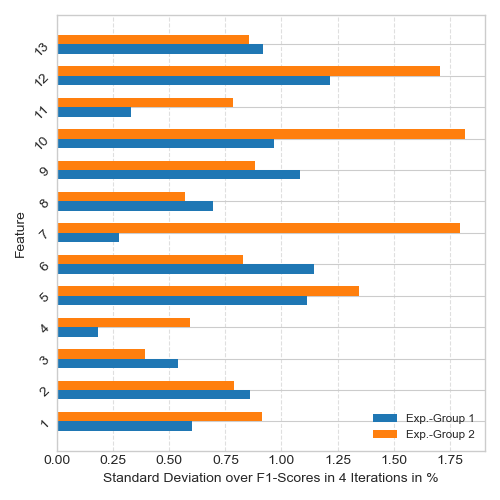 13
12
11
10
9
8
7
6
5
4
3
2
1
Feature
Exp.-Group 1
Exp.-Group 2
0.00 0.25 0.50 0.75 1.00 1.25 1.50 1.75
Standard Deviation over F1-Scores in 4 Iterations in %